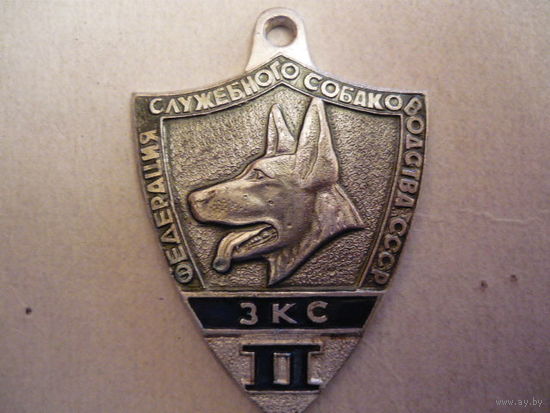 ФЕДЕРАЦИЯ СЛУЖЕБНОГО СОБАКОВОДСТВА СССР
ЗКС
II
www.ay.by